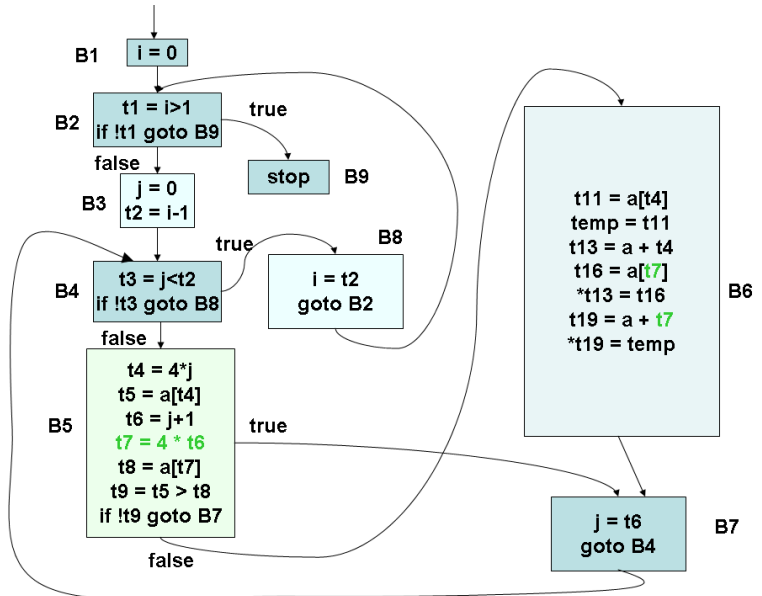 B1
i = 0
B2
t1 = i>1
if !t1 goto B9
true
false
stop
B9
B3
j = 0
t2 = i-1
true
B4
t3 = j<t2
if !t3 goto B8
false
B8
i = t2
goto B2
B5
t4 = 4*j
t5 = a[t4]
t6 = j+1
t7 = 4 * t6
t8 = a[t7]
t9 = t5 > t8
if !t9 goto B7
true
false
B6
t11 = a[t4]
temp = t11
t13 = a + t4
t16 = a[t7]
*t13 = t16
t19 = a + t7
*t19 = temp
B7
j = t6
goto B4